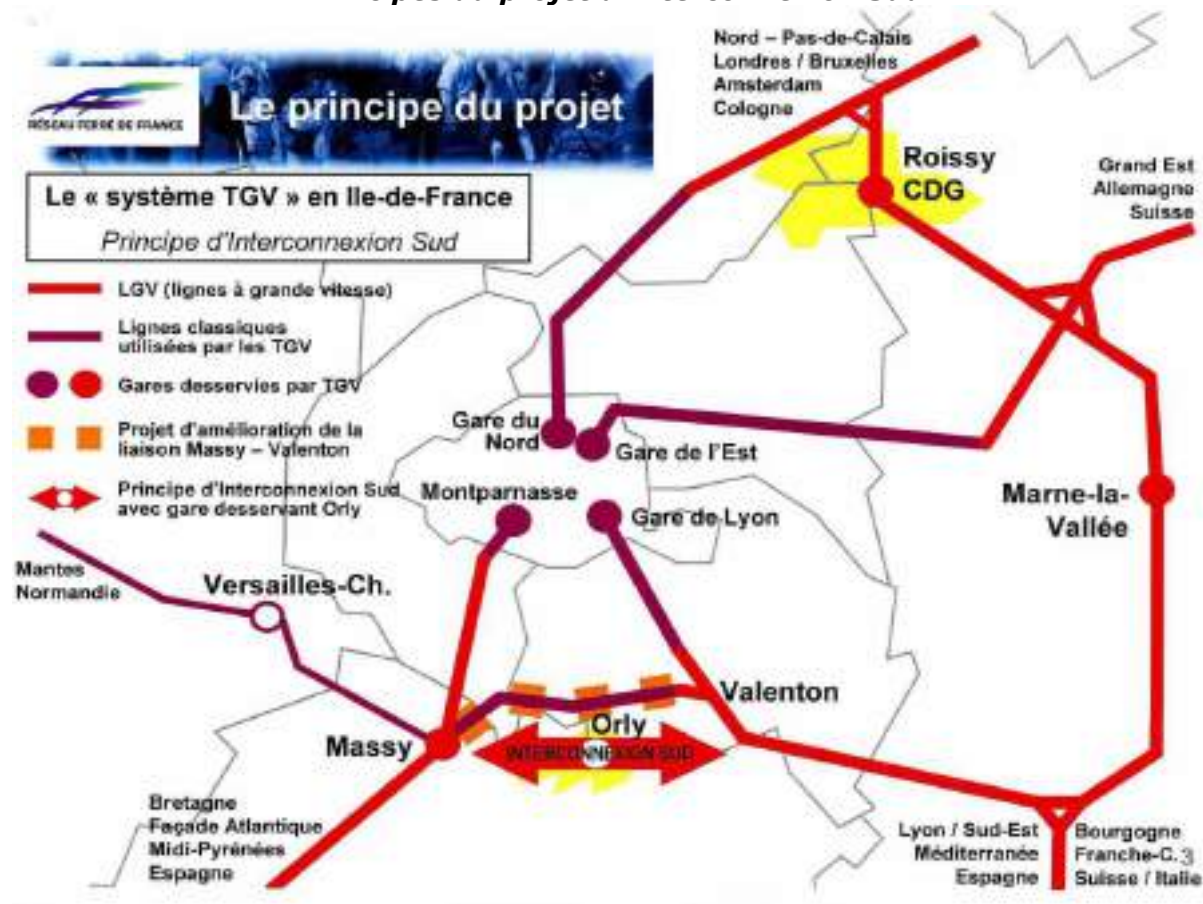 RÉSEAU FERRÉ DE FRANCE
Le principe du projet
Le « système TGV » en Ile-de-France
Principe d'Interconnexion Sud
LGV (lignes à grande vitesse)
Lignes classiques
utilisées par les TGV
Gares desservies par TGV
Projet d'amélioration de la
liaison Massy – Valenton
Principe d'Interconnexion Sud
avec gare desservant Orly
Nord – Pas-de-Calais
Londres / Bruxelles
Amsterdam
Cologne
Roissy
CDG
Grand Est
Allemagne
Suisse
Gare du
Nord
Gare de l'Est
Montparnasse
Gare de Lyon
Marne-la-
Vallée
Mantes
Normandie
Versailles-Ch.
Valenton
Orly
Massy
INTERCONNEXION SUD
Bretagne
Façade Atlantique
Midi-Pyrénées
Espagne
Lyon / Sud-Est
Méditerranée
Espagne
Bourgogne
Franche-C.
Suisse / Italie
3